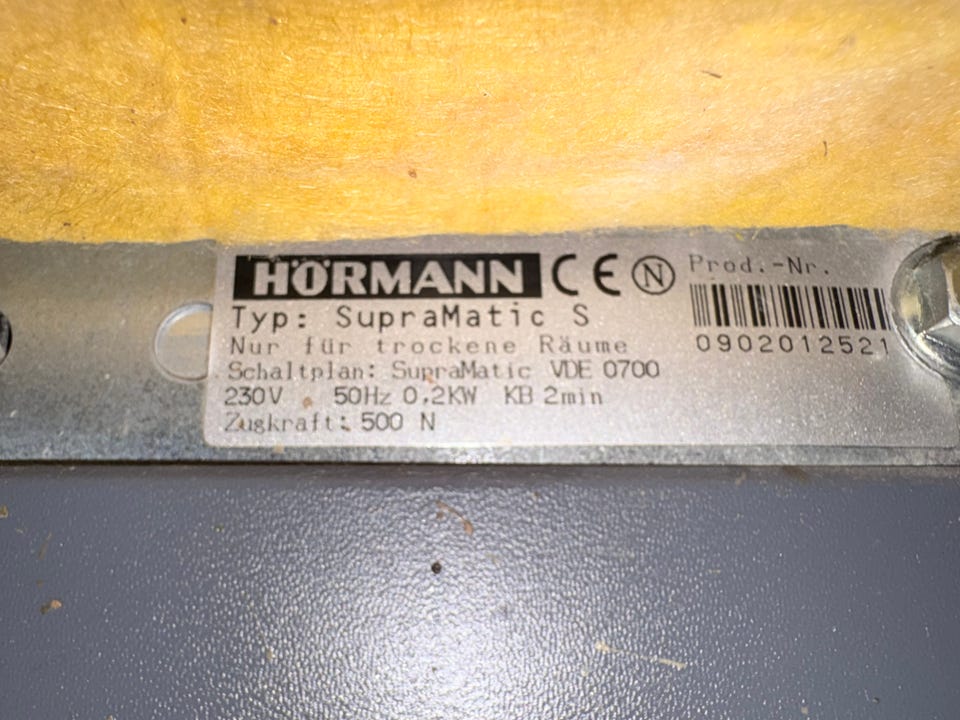 HÖRMANN CE N Prod.-Nr.
Typ: SupraMatic S
Nur für trockene Räume 0902012521
Schaltplan: SupraMatic VDE 0700
230V 50Hz 0.2KW KB 2min
Zugkraft: 500 N